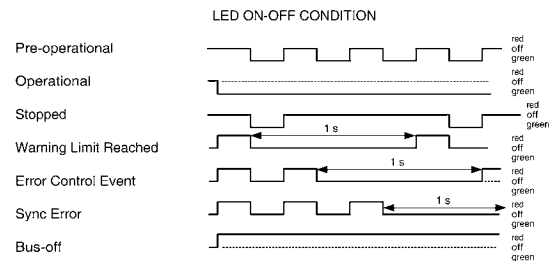 LED ON-OFF CONDITION
Pre-operational
red
off
green
Operational
red
off
green
Stopped
red
off
green
1 s
Warning Limit Reached
red
off
green
1 s
Error Control Event
red
off
green
1 s
Sync Error
red
off
green
Bus-off
red
off
green